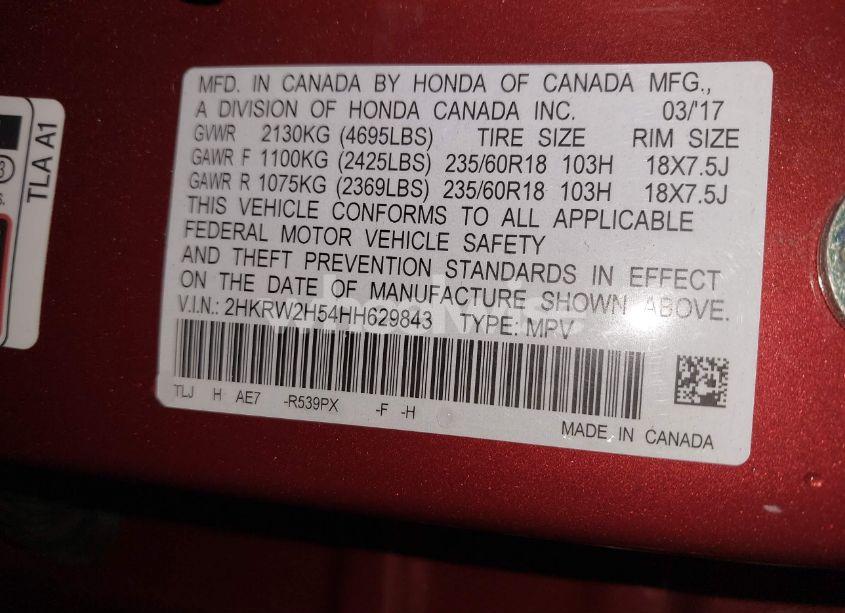 MFD. IN CANADA BY HONDA OF CANADA MFG.,
A DIVISION OF HONDA CANADA INC. 03/'17
GVWR 2130KG (4695LBS) TIRE SIZE RIM SIZE
GAWR F 1100KG (2425LBS) 235/60R18 103H 18X7.5J
GAWR R 1075KG (2369LBS) 235/60R18 103H 18X7.5J
THIS VEHICLE CONFORMS TO ALL APPLICABLE
FEDERAL MOTOR VEHICLE SAFETY
AND THEFT PREVENTION STANDARDS IN EFFECT
ON THE DATE OF MANUFACTURE SHOWN ABOVE.
V.I.N.: 2HKRW2H54HH629843 TYPE: MPV
TLJ H AE7 -R539PX -F -H
MADE IN CANADA
TLA A1